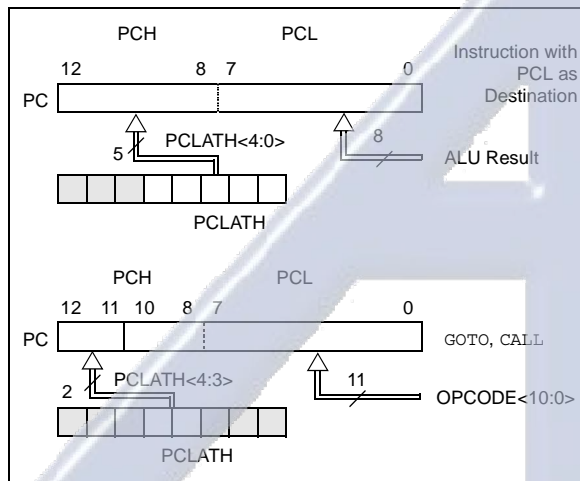 PCH PCL
12 8 7 0
Instruction with
PCL as
Destination
PC
5 PCLATH<4:0> 8
ALU Result
PCLATH
PCH PCL
12 11 10 8 7 0
PC GOTO, CALL
2 PCLATH<4:3> 11
OPCODE<10:0>
PCLATH